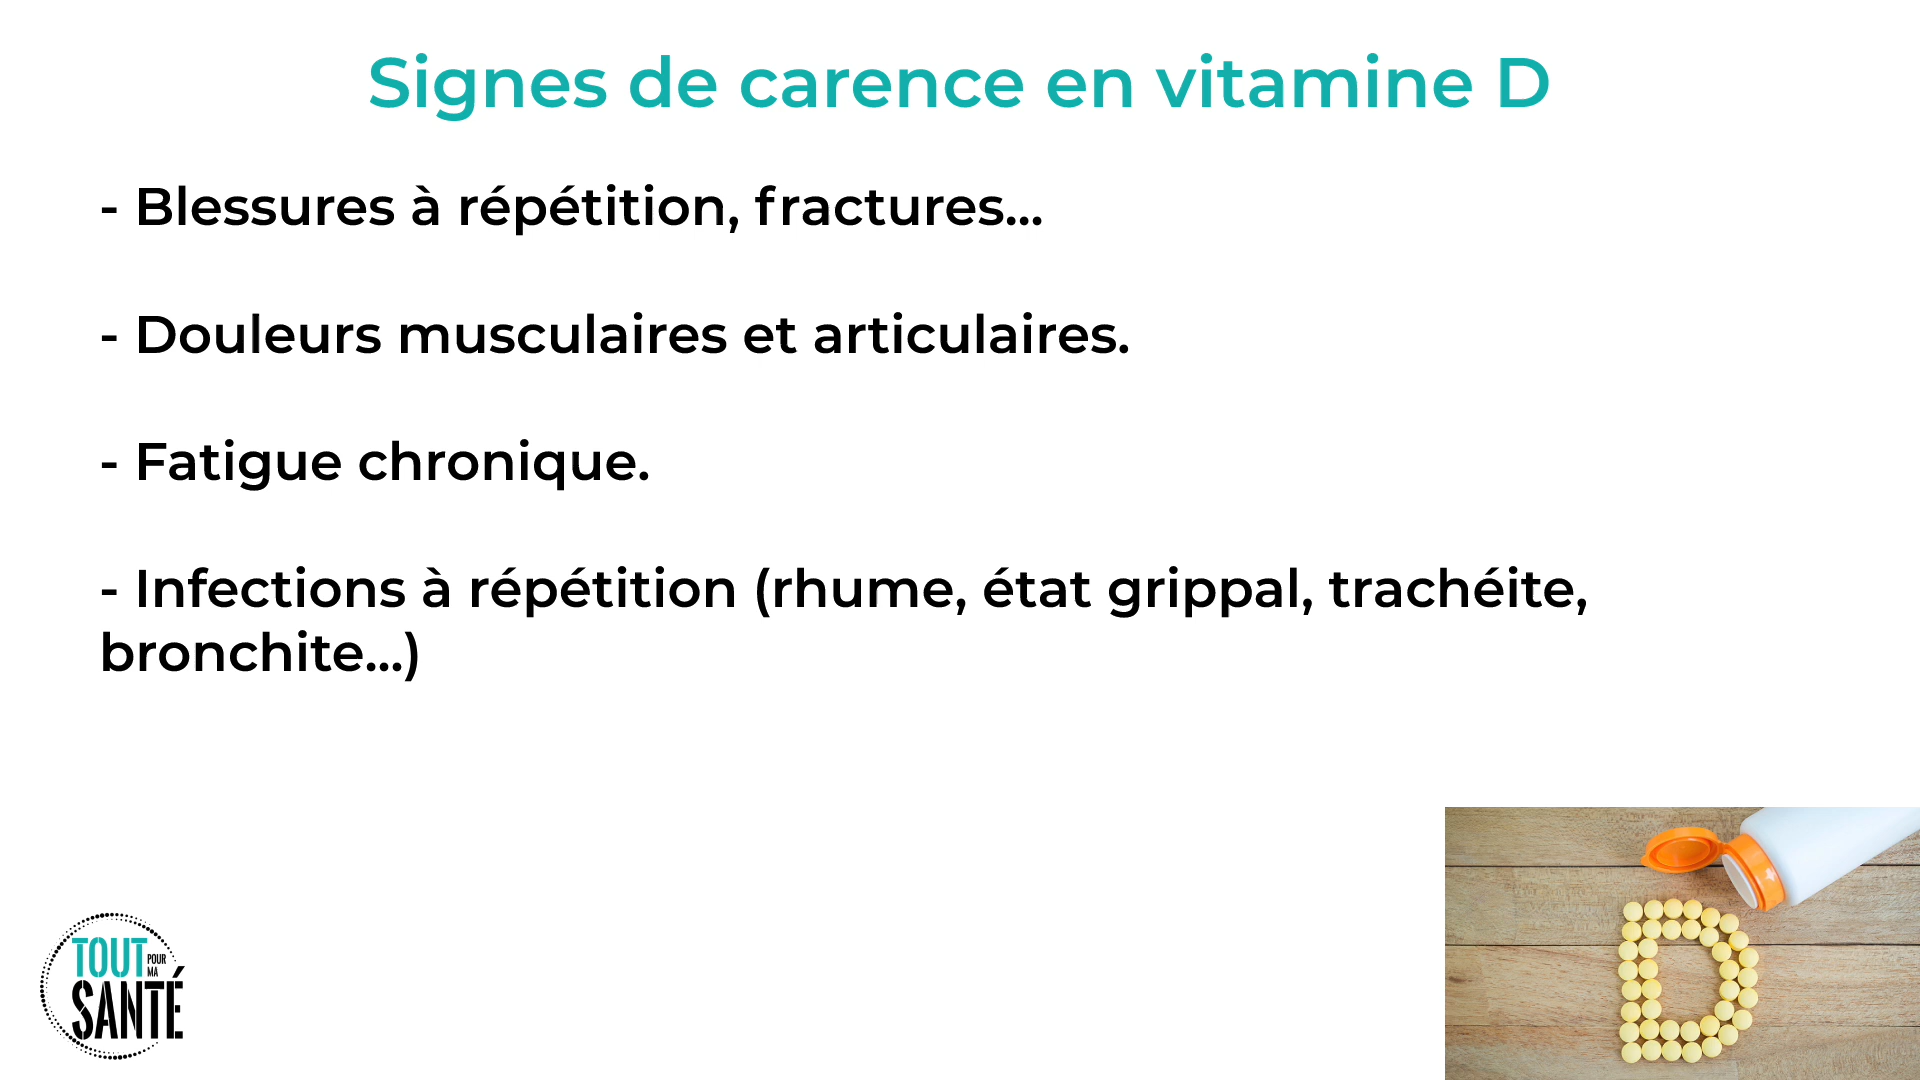 Signes de carence en vitamine D
- Blessures à répétition, fractures...
- Douleurs musculaires et articulaires.
- Fatigue chronique.
- Infections à répétition (rhume, état grippal, trachéite,
bronchite...)
TOUT POUR
MA
SANTÉ
D